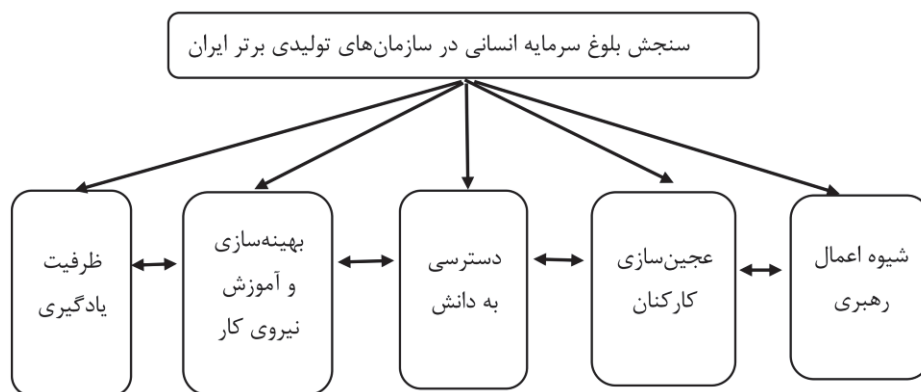 سنجش بلوغ سرمایه انسانی در سازمان‌های تولیدی برتر ایران
شیوه اعمال
رهبری
عجین‌سازی
کارکنان
دسترسی
به دانش
بهینه‌سازی
و آموزش
نیروی کار
ظرفیت
یادگیری